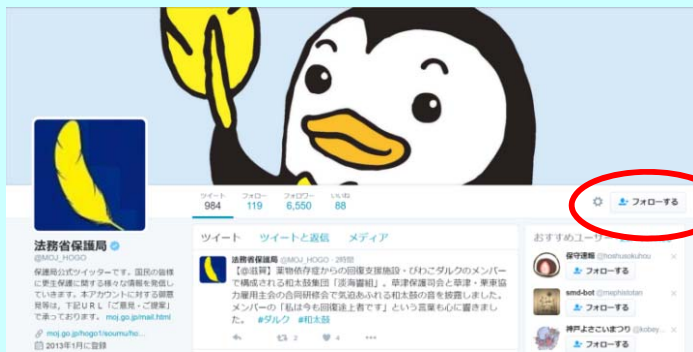 ツイート フォロー フォロワー いいね
984 119 6,550 88
フォローする
法務省保護局
@MOJ_HOGO
保護局公式ツイッターです。国民の皆様
に更生保護に関する様々な情報を発信し
ていきます。本アカウントに対する御意
見等は、下記URL「ご意見・ご提案」
で承っております。 moj.go.jp/mail.html
moj.go.jp/hogo1/soumu/ho...
2013年1月に登録
ツイート ツイートと返信 メディア
法務省保護局 @MOJ_HOGO · 2時間
【@滋賀】薬物依存症からの回復支援施設・びわこダルクのメンバー
で構成される和太鼓集団「淡海響組」。草津保護司会と草津・栗東協
力雇用主会の合同研修会で気迫あふれる和太鼓の音を披露しました。
メンバーの「私は今も回復途上者です」という言葉も心に響きまし
た。 #ダルク #和太鼓
2 4
おすすめユーザー
保守速報 @hoshusokuhou
フォローする
smd-bot @mephistotan
フォローする
神戸よさこいまつり @kobey...
フォローする